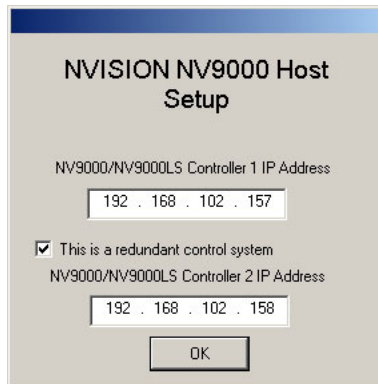 NVISION NV9000 Host
Setup
NV9000/NV9000LS Controller 1 IP Address
192 . 168 . 102 . 157
This is a redundant control system
NV9000/NV9000LS Controller 2 IP Address
192 . 168 . 102 . 158
OK